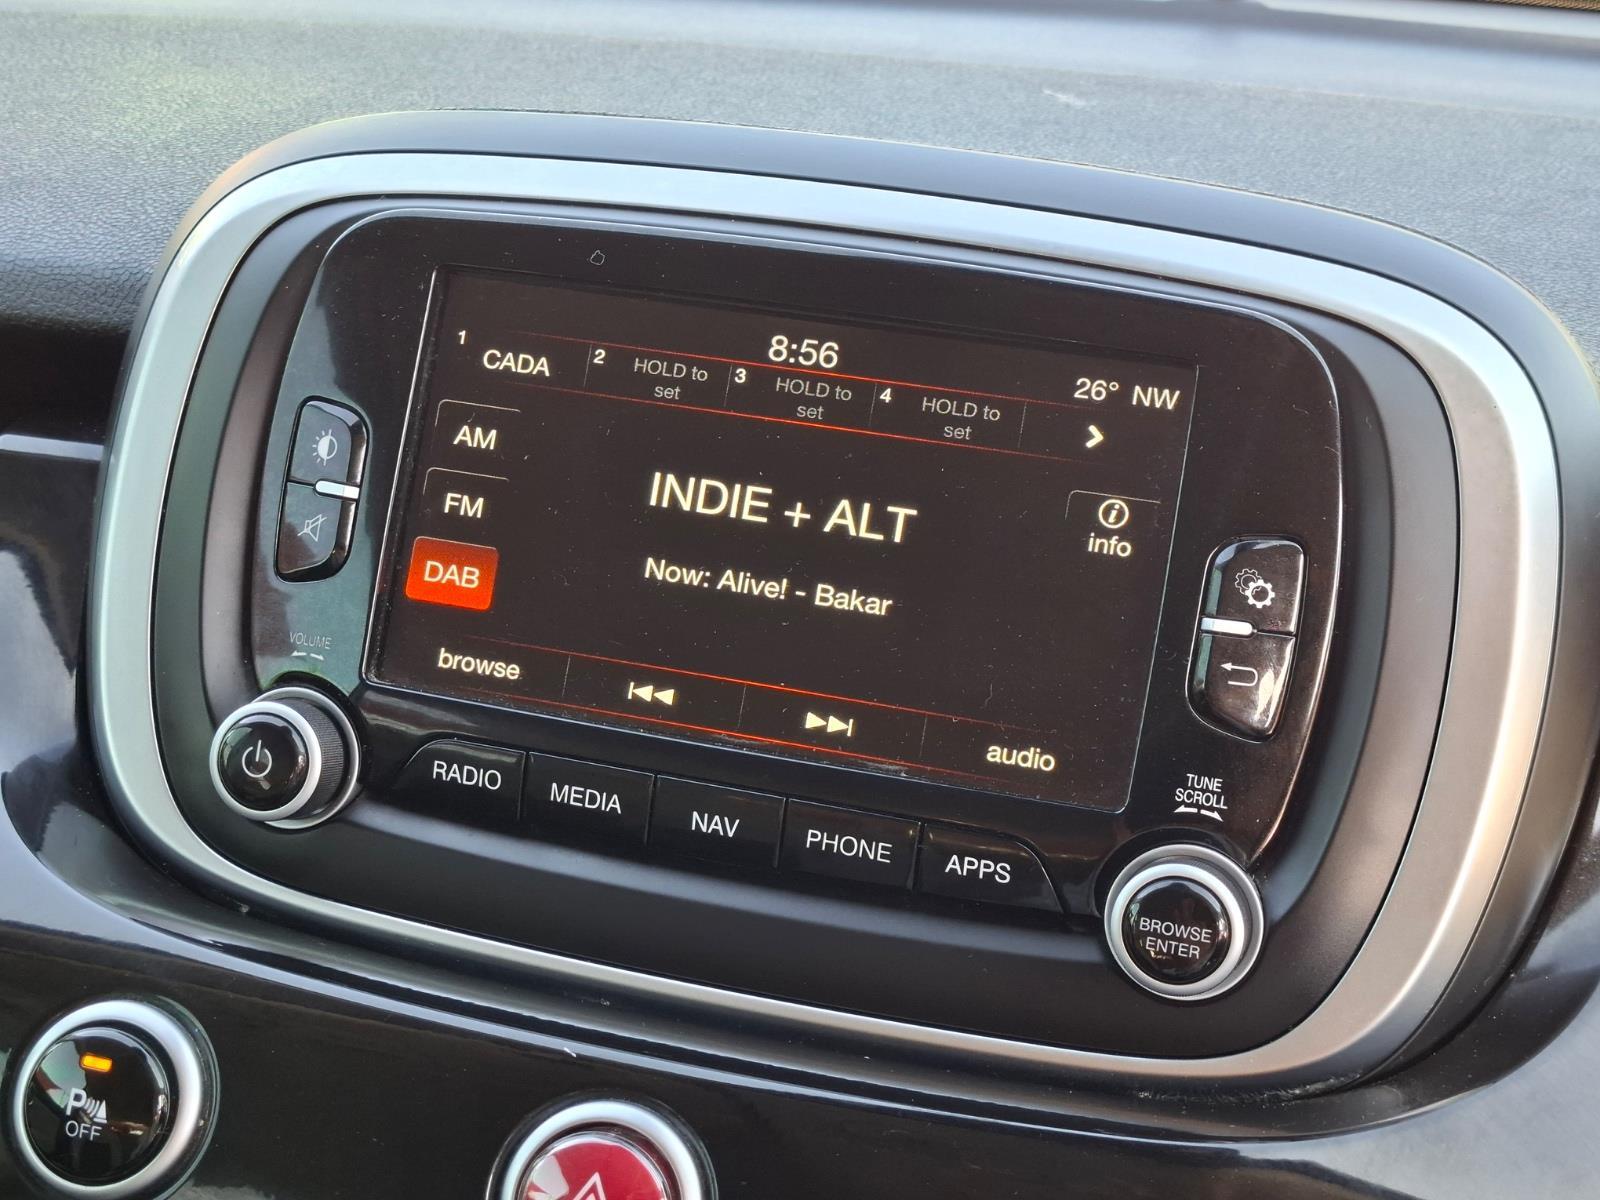 8:56
26° NW
1 CADA
2 HOLD to
set
3 HOLD to
set
4 HOLD to
set
AM
FM
DAB
INDIE + ALT
Now: Alive! - Bakar
info
browse
audio
VOLUME
TUNE
SCROLL
RADIO
MEDIA
NAV
PHONE
APPS
BROWSE
ENTER
P
OFF